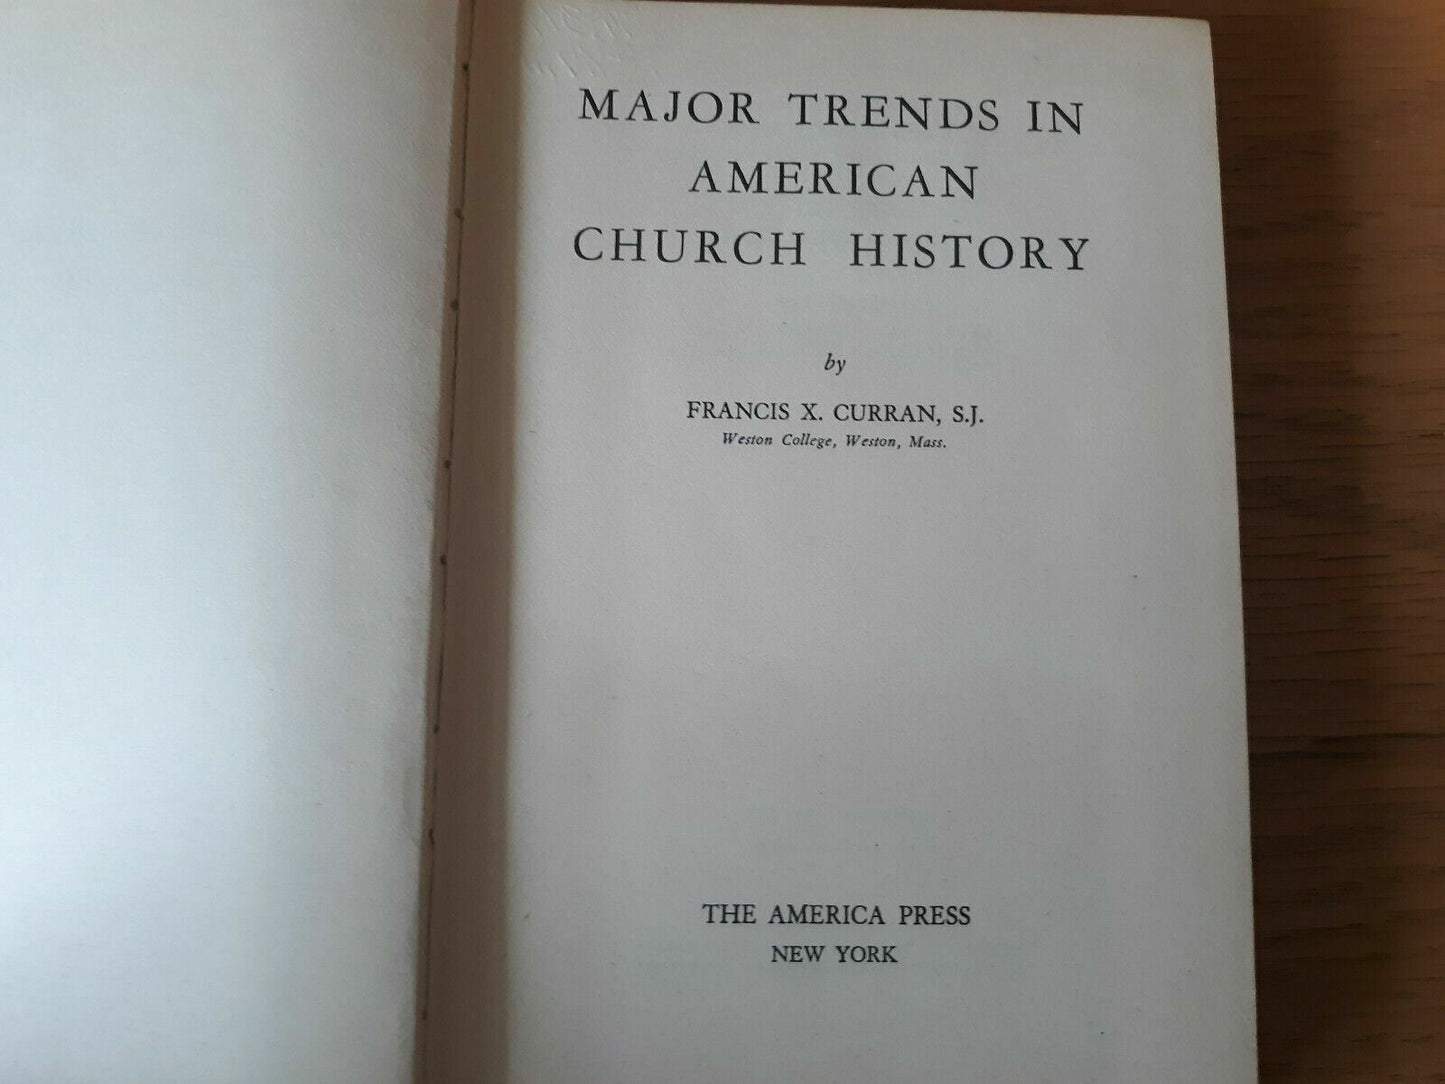 MAJOR TRENDS IN
AMERICAN
CHURCH HISTORY
by
FRANCIS X. CURRAN, S.J.
Weston College, Weston, Mass.
THE AMERICA PRESS
NEW YORK